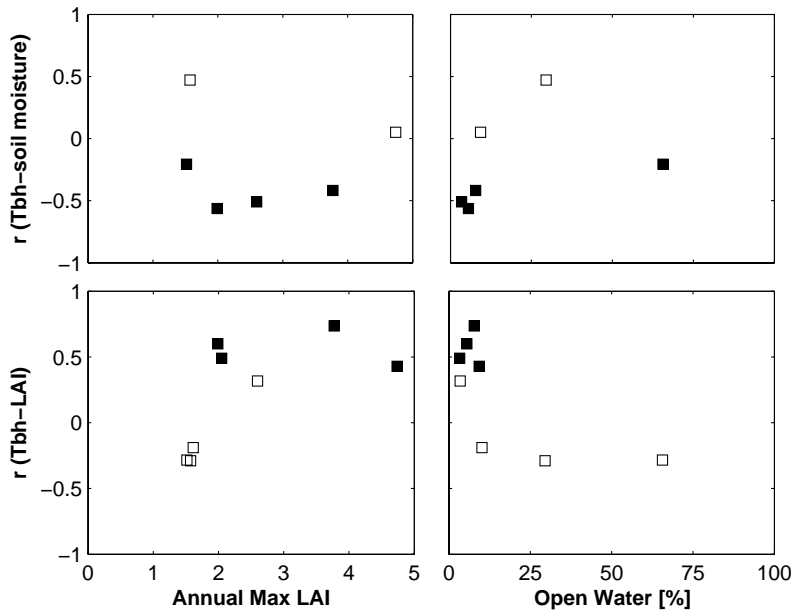 r (Tbh−soil moisture)
1
0.5
0
−0.5
−1
r (Tbh−LAI)
1
0.5
0
−0.5
−1
0 1 2 3 4 5
Annual Max LAI
0 25 50 75 100
Open Water [%]